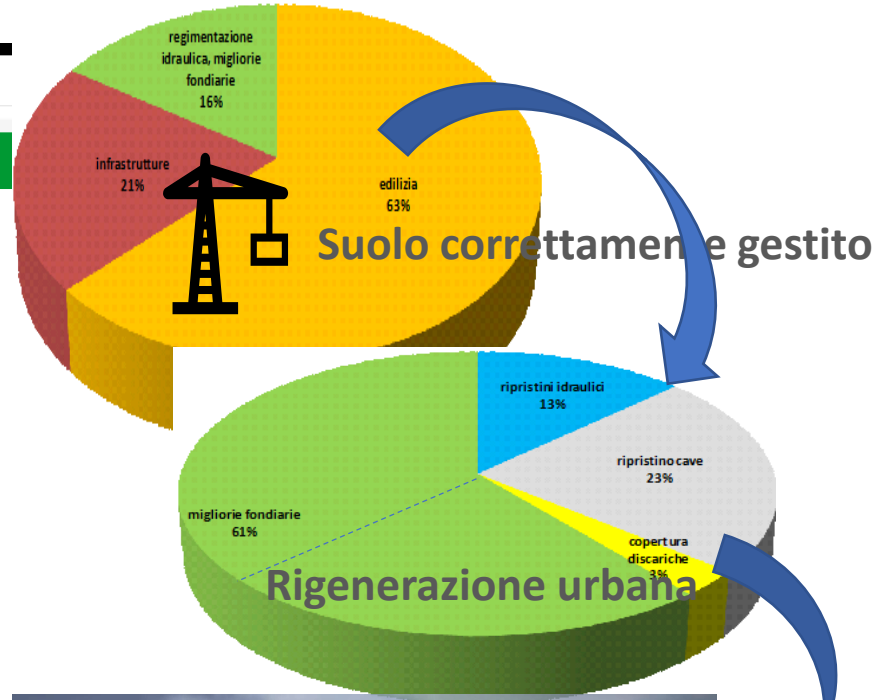 regimentazione
idraulica, migliorie
fondiarie
16%
infrastrutture
21%
edilizia
63%
Suolo correttamente gestito
ripristini idraulici
13%
ripristino cave
23%
migliorie fondiarie
61%
copertura
discariche
3%
Rigenerazione urbana